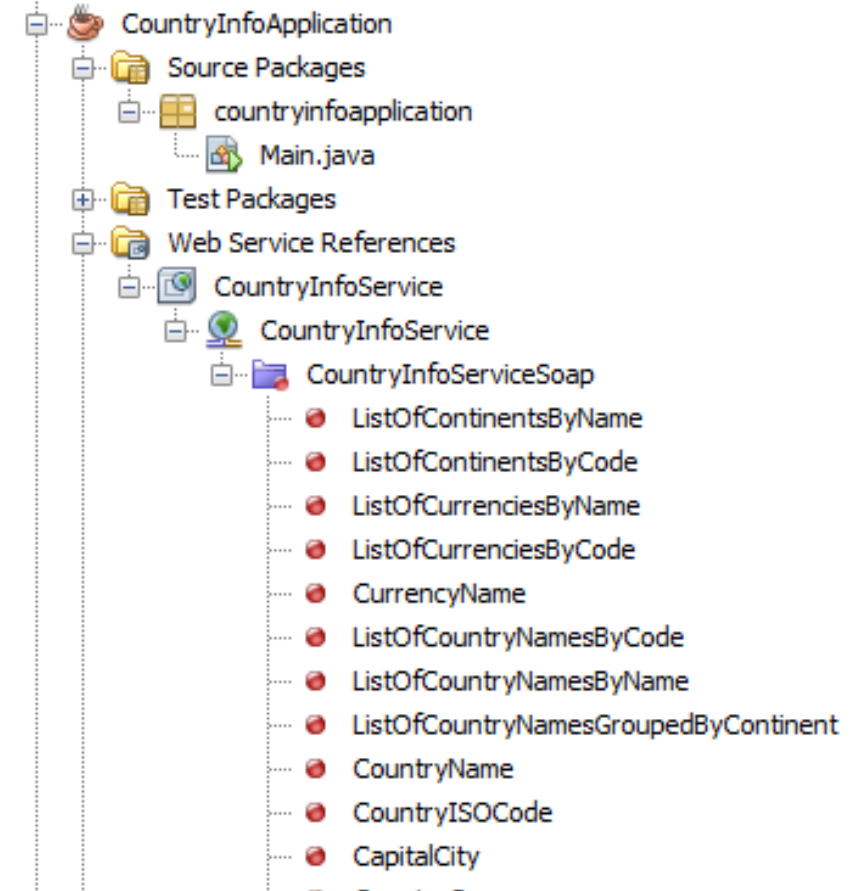 CountryInfoApplication
Source Packages
countryinfoapplication
Main.java
Test Packages
Web Service References
CountryInfoService
CountryInfoService
CountryInfoServiceSoap
ListOfContinentsByName
ListOfContinentsByCode
ListOfCurrenciesByName
ListOfCurrenciesByCode
CurrencyName
ListOfCountryNamesByCode
ListOfCountryNamesByName
ListOfCountryNamesGroupedByContinent
CountryName
CountryISOCode
CapitalCity